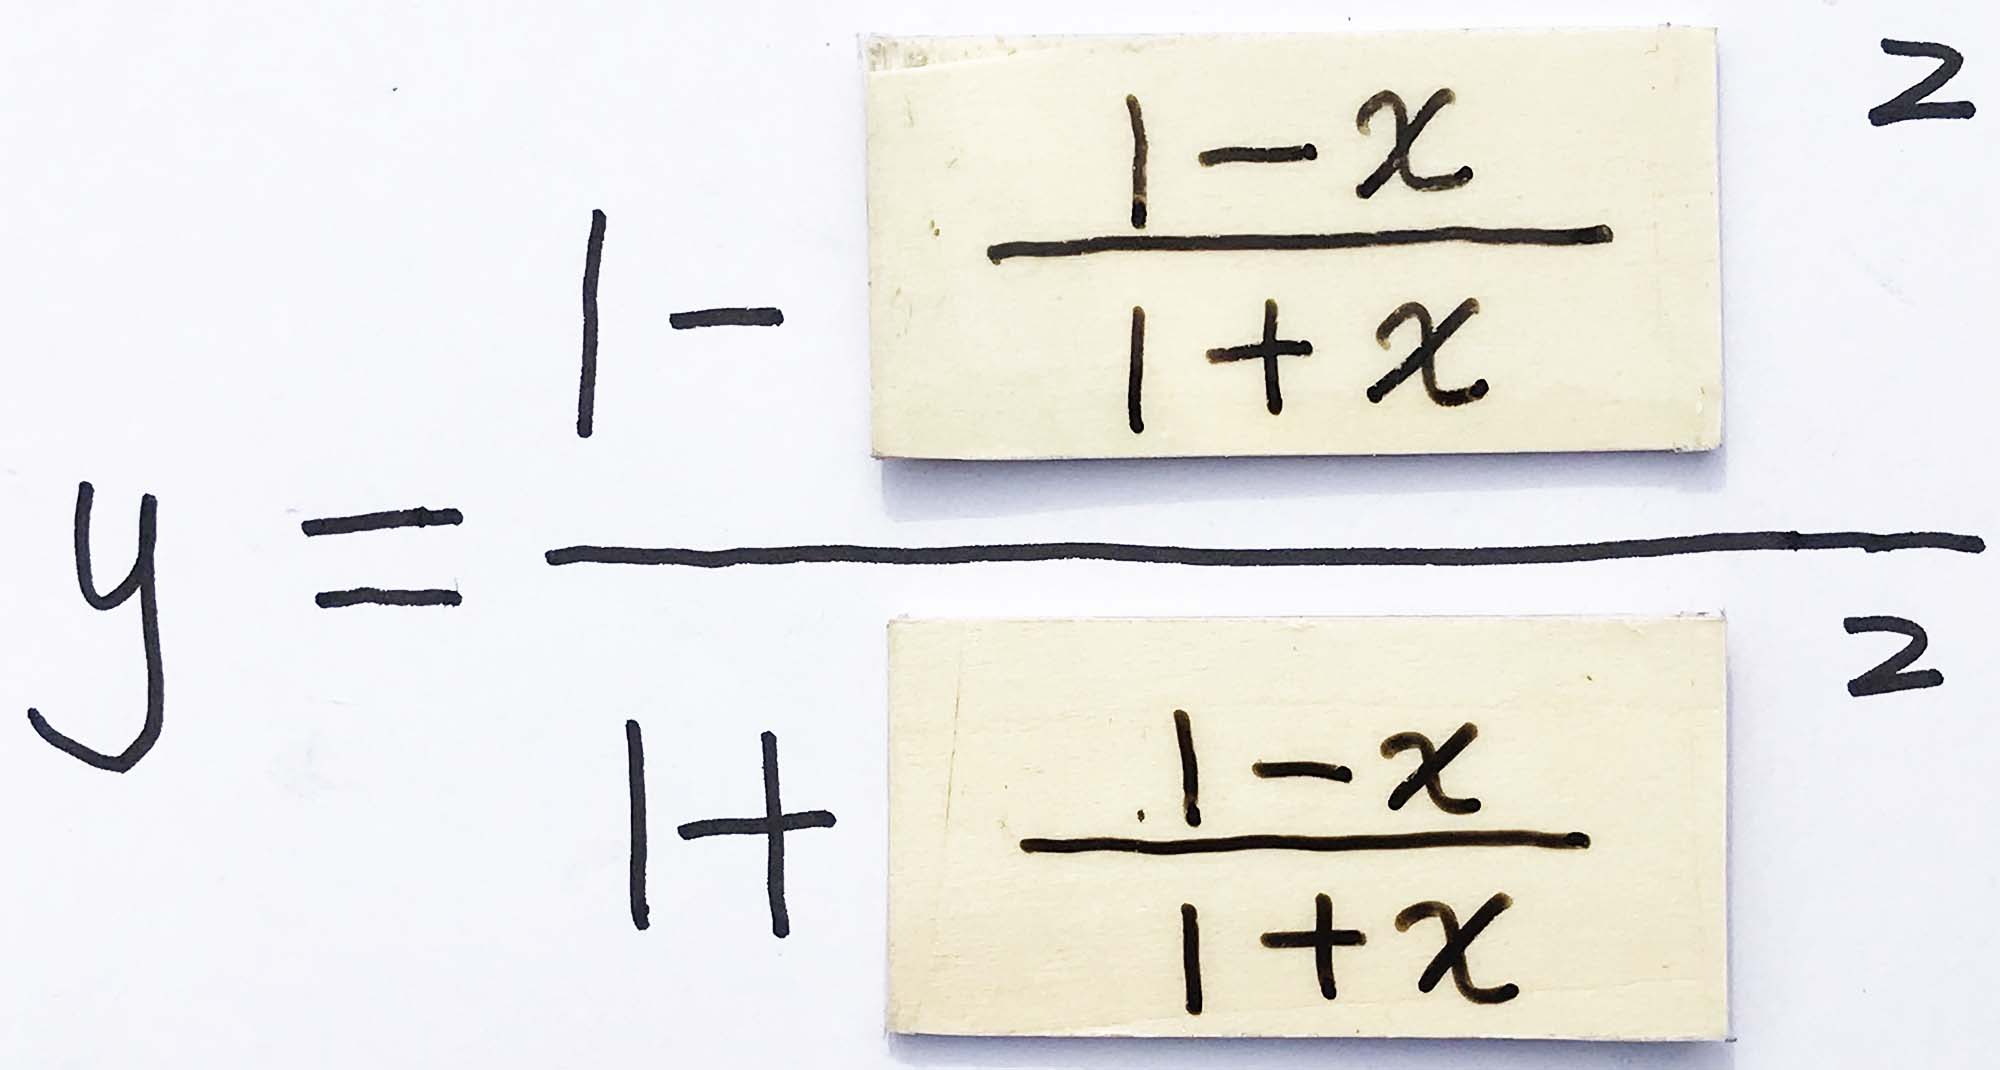 1 - 1 - x 2
1 + x
y =
1 + 1 - x 2
1 + x